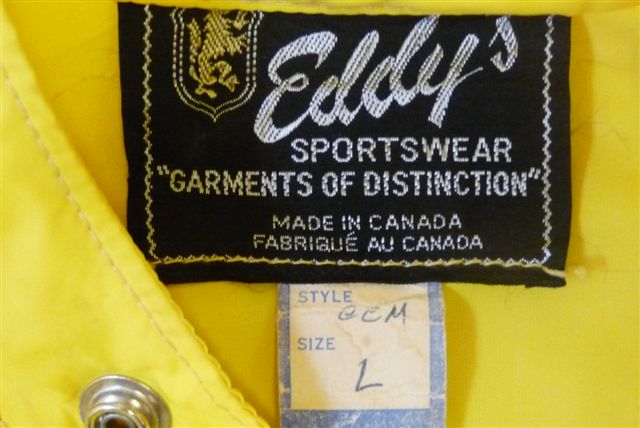 Eddy's
SPORTSWEAR
"GARMENTS OF DISTINCTION"
MADE IN CANADA
FABRIQUÉ AU CANADA
STYLE
SIZE
L